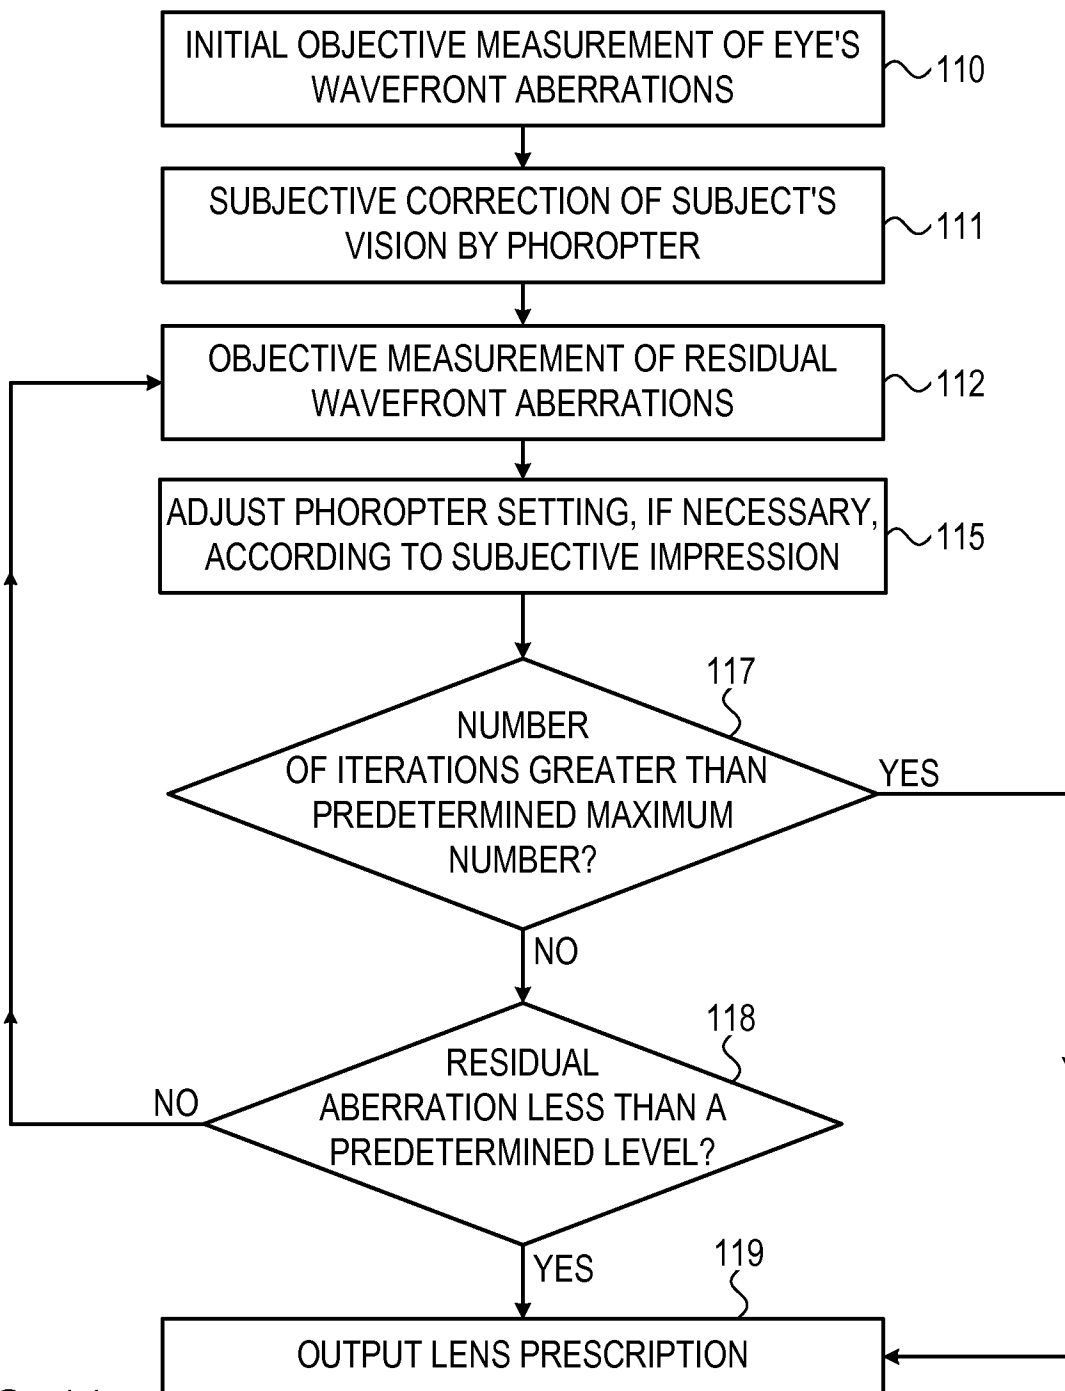 INITIAL OBJECTIVE MEASUREMENT OF EYE'S
WAVEFRONT ABERRATIONS
110
SUBJECTIVE CORRECTION OF SUBJECT'S
VISION BY PHOROPTER
111
OBJECTIVE MEASUREMENT OF RESIDUAL
WAVEFRONT ABERRATIONS
112
ADJUST PHOROPTER SETTING, IF NECESSARY,
ACCORDING TO SUBJECTIVE IMPRESSION
115
117
NUMBER
OF ITERATIONS GREATER THAN
PREDETERMINED MAXIMUM
NUMBER?
YES
NO
118
RESIDUAL
ABERRATION LESS THAN A
PREDETERMINED LEVEL?
NO
YES
119
OUTPUT LENS PRESCRIPTION